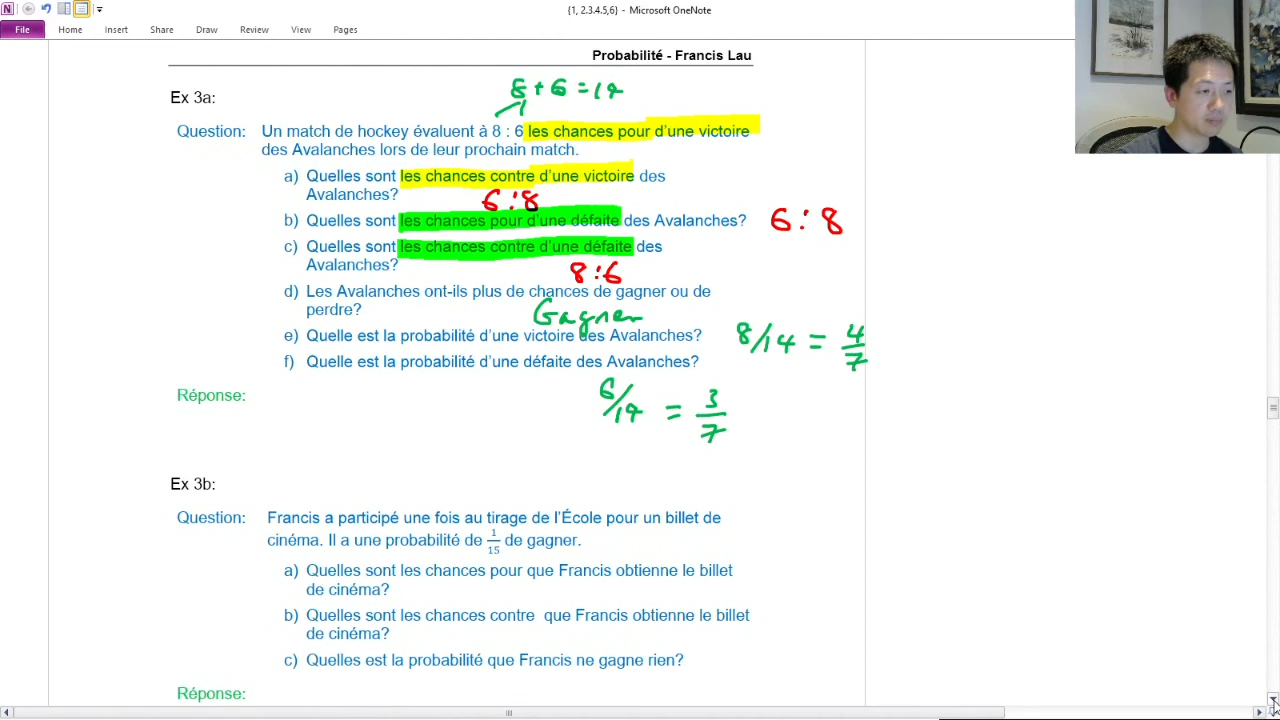 {1, 2.3.4.5,6} - Microsoft OneNote
File Home Insert Share Draw Review View Pages
Probabilité - Francis Lau
8 + 6 = 14
Ex 3a:
Question: Un match de hockey évaluent à 8 : 6 les chances pour d'une victoire
des Avalanches lors de leur prochain match.
a) Quelles sont les chances contre d'une victoire des
Avalanches?
6 : 8
b) Quelles sont les chances pour d'une défaite des Avalanches? 6 : 8
c) Quelles sont les chances contre d'une défaite des
Avalanches?
8 : 6
d) Les Avalanches ont-ils plus de chances de gagner ou de
perdre?
Gagner
e) Quelle est la probabilité d'une victoire des Avalanches? 8/14 = 4/7
f) Quelle est la probabilité d'une défaite des Avalanches?
6/14 = 3/7
Réponse:
Ex 3b:
Question: Francis a participé une fois au tirage de l'École pour un billet de
cinéma. Il a une probabilité de 1/15 de gagner.
a) Quelles sont les chances pour que Francis obtienne le billet
de cinéma?
b) Quelles sont les chances contre que Francis obtienne le billet
de cinéma?
c) Quelles est la probabilité que Francis ne gagne rien?
Réponse: